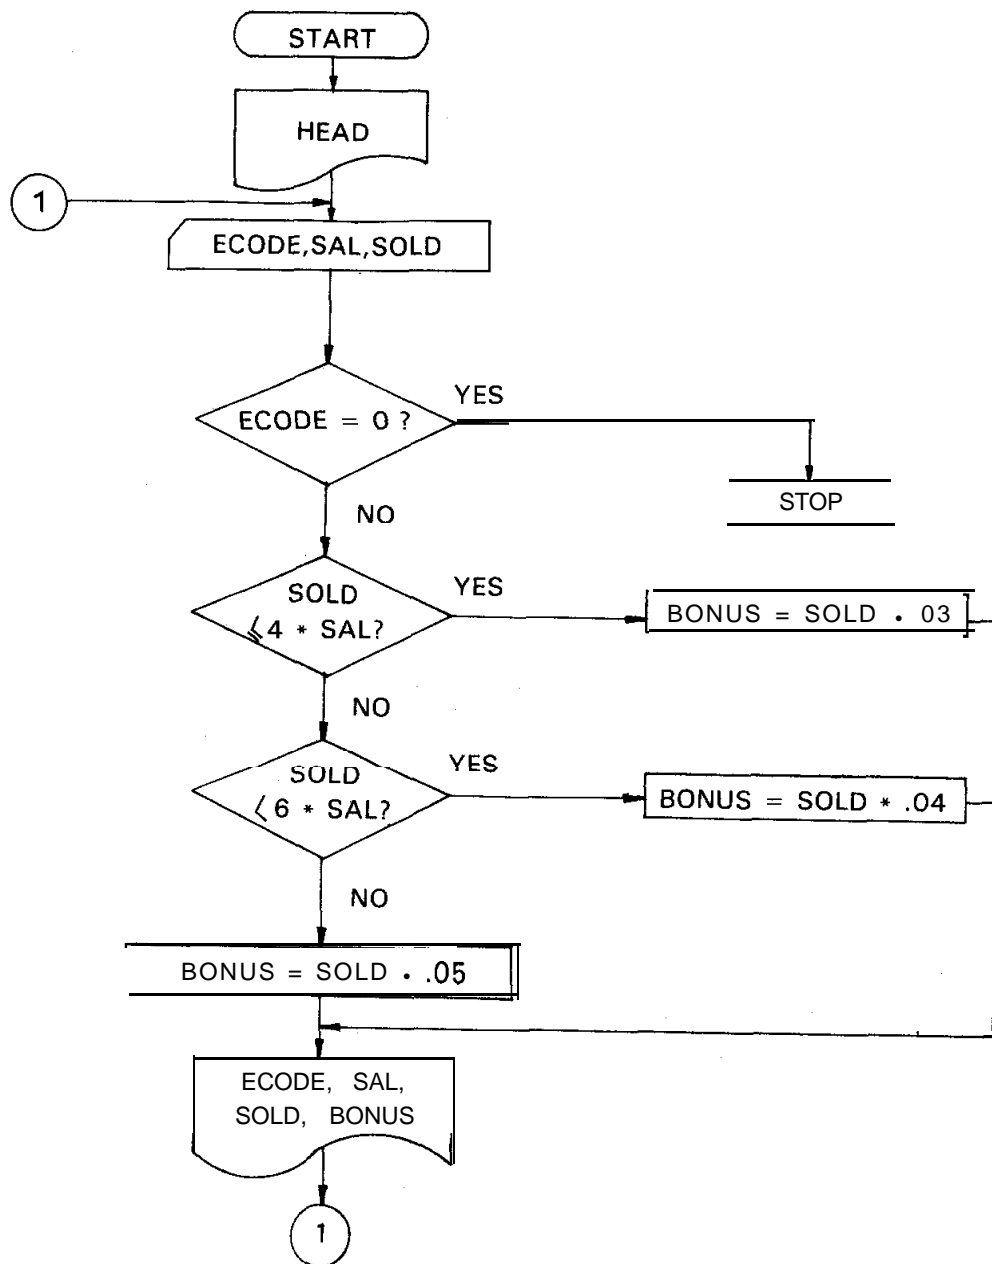 START
HEAD
1
ECODE,SAL,SOLD
ECODE = 0 ?
YES
STOP
NO
SOLD
≤4 * SAL?
YES
BONUS = SOLD • 03
NO
SOLD
<6 * SAL?
YES
BONUS = SOLD * .04
NO
BONUS = SOLD • .05
ECODE, SAL,
SOLD, BONUS
1